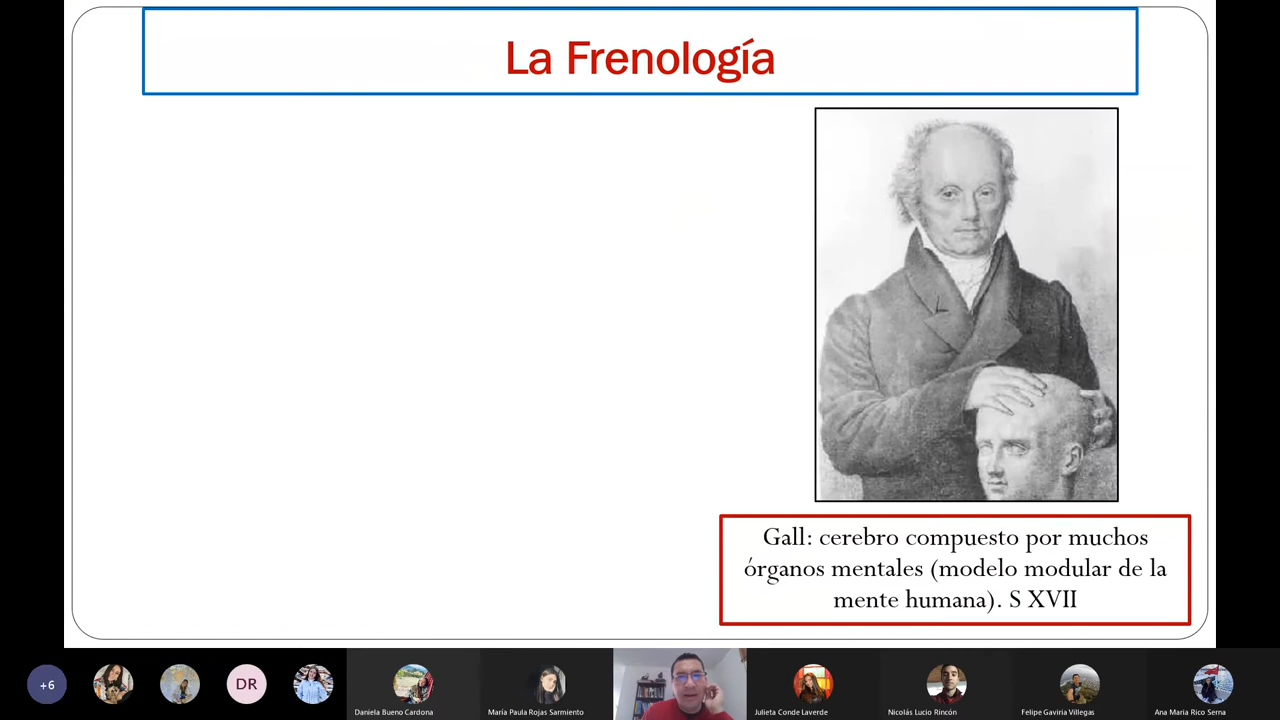 La Frenología
Gall: cerebro compuesto por muchos
órganos mentales (modelo modular de la
mente humana). S XVII
+6
DR
Daniela Bueno Cardona
María Paula Rojas Sarmiento
Julieta Conde Laverde
Nicolás Lucio Rincón
Felipe Gaviria Villegas
Ana Maria Rico Serna